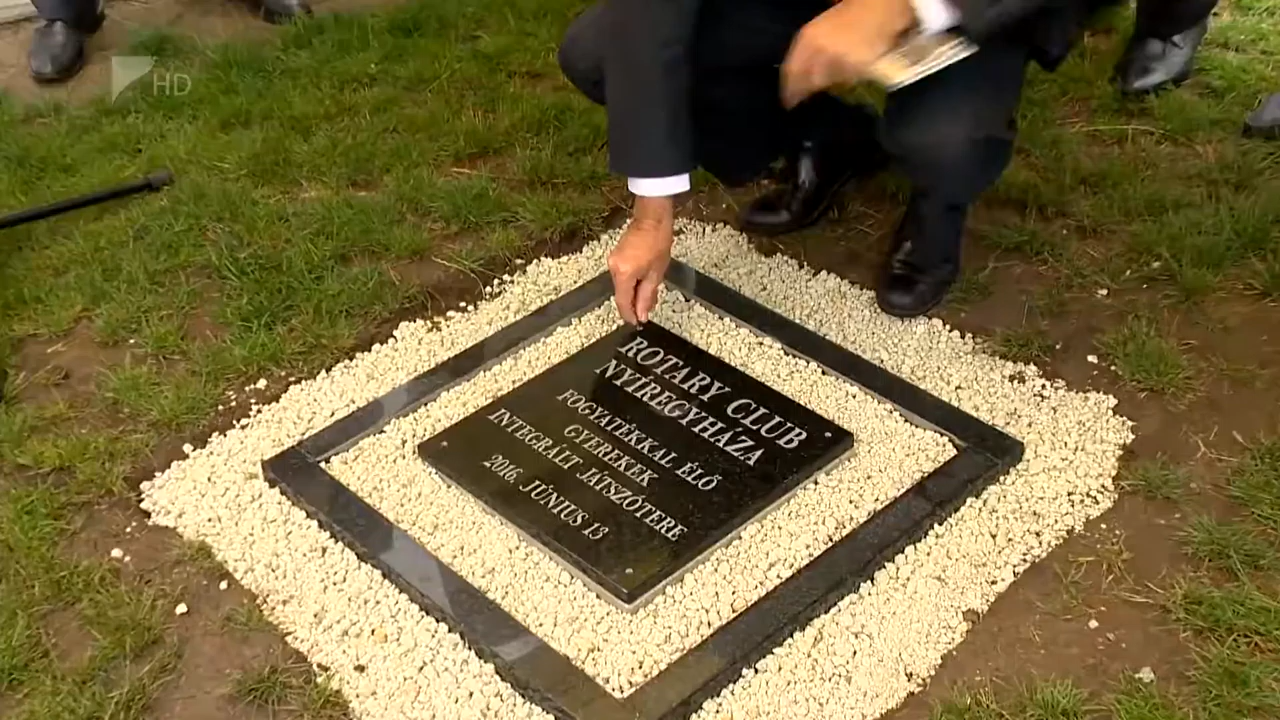 HD
ROTARY CLUB
NYÍREGYHÁZA
FOGYATÉKKAL ÉLŐ
GYEREKEK
INTEGRÁLT JÁTSZÓTERE
2016. JÚNIUS 13